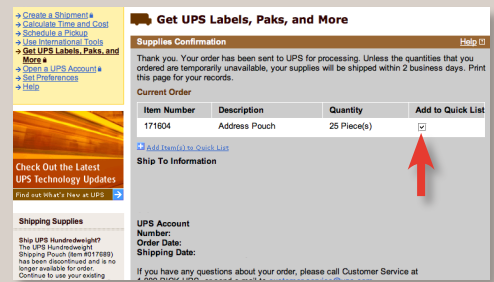 Create a Shipment
Calculate Time and Cost
Schedule a Pickup
Use International Tools
Get UPS Labels, Paks, and
More
Open a UPS Account
Set Preferences
Help
Check Out the Latest
UPS Technology Updates
Find out What's New at UPS
Shipping Supplies
Ship UPS Hundredweight?
The UPS Hundredweight
Shipping Pouch (Item #017689)
has been discontinued and is no
longer available for order.
Continue to use your existing
Get UPS Labels, Paks, and More
Supplies Confirmation Help
Thank you. Your order has been sent to UPS for processing. Unless the quantities that you
ordered are temporarily unavailable, your supplies will be shipped within 2 business days. Print
this page for your records.
Current Order
Item Number Description Quantity Add to Quick List
171604 Address Pouch 25 Piece(s)
Add Item(s) to Quick List
Ship To Information
UPS Account
Number:
Order Date:
Shipping Date:
If you have any questions about your order, please call Customer Service at